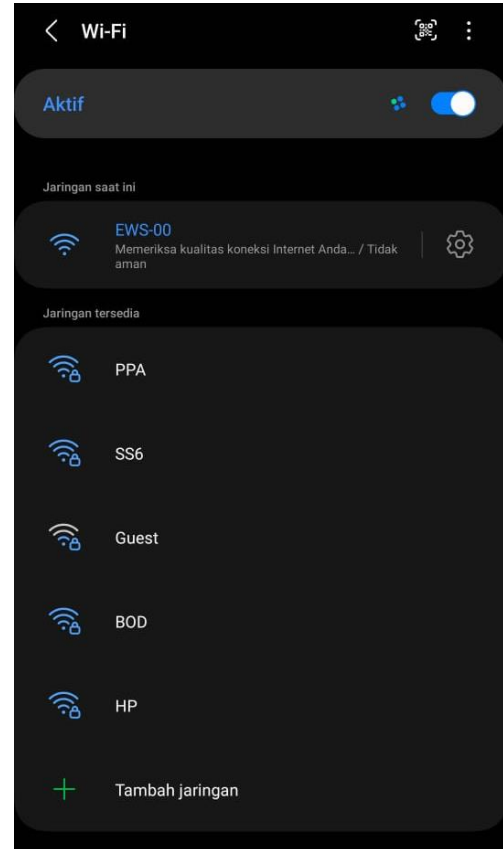 Wi-Fi
Aktif
Jaringan saat ini
EWS-00
Memeriksa kualitas koneksi Internet Anda... / Tidak
aman
Jaringan tersedia
PPA
SS6
Guest
BOD
HP
Tambah jaringan